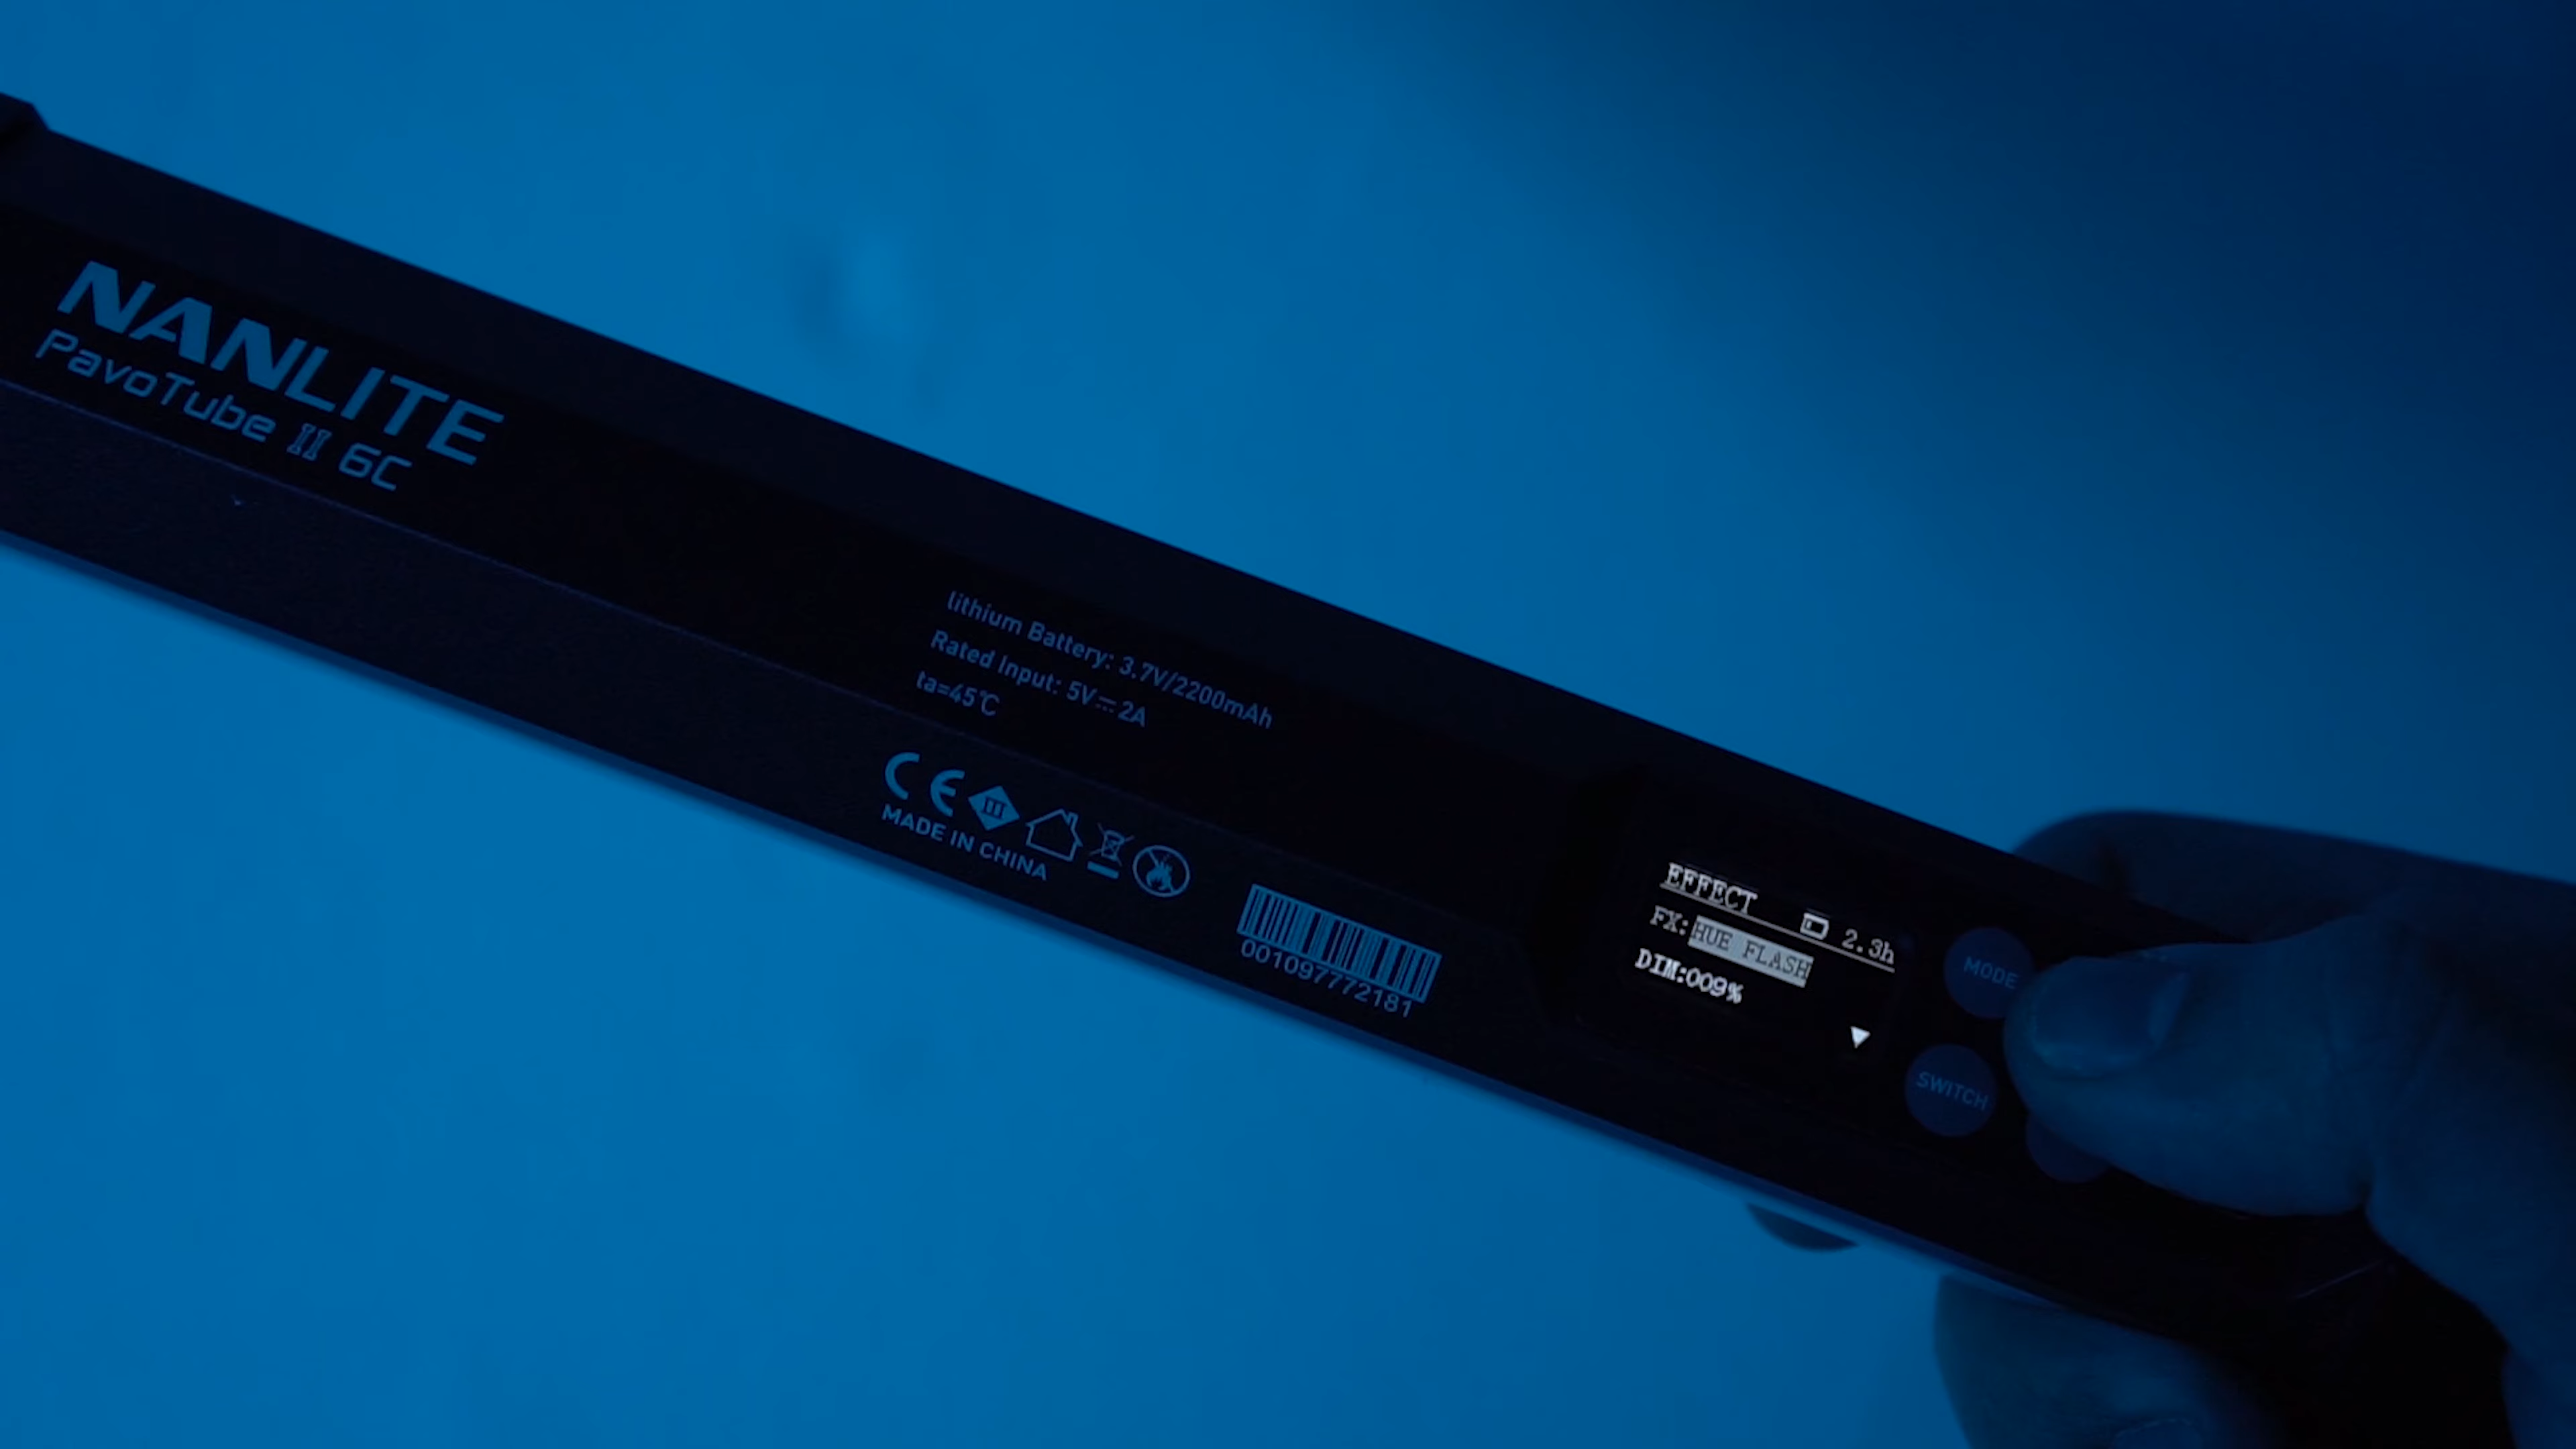 NANLITE
PavoTube II 6C
lithium Battery: 3.7V/2200mAh
Rated Input: 5V⎓2A
ta=45℃
CE
III
MADE IN CHINA
001097772181
EFFECT 2.3h
FX:HUE FLASH
DIM:009%
MODE
SWITCH